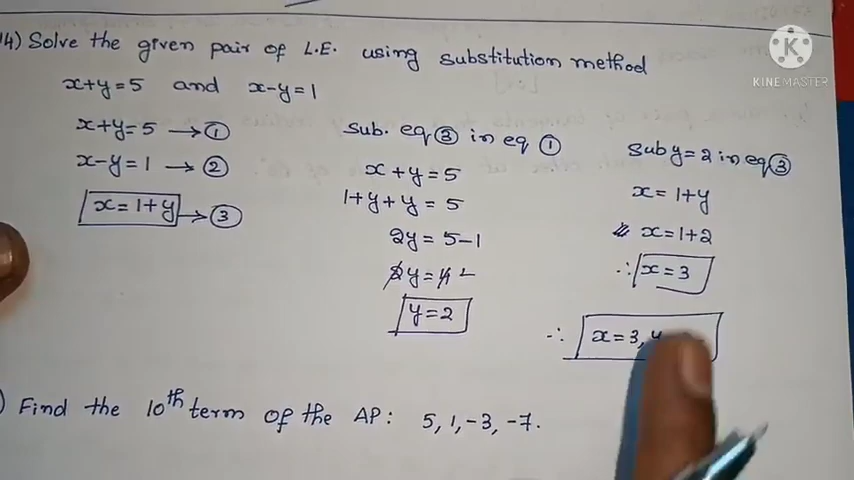 14) Solve the given pair of L.E. using substitution method
x+y=5 and x-y=1
x+y=5 → ①
x-y=1 → ②
x=1+y → ③
Sub. eq ③ in eq ①
x+y=5
1+y+y=5
2y=5-1
2y=4 2
y=2
Sub y=2 in eq ③
x=1+y
x=1+2
∴ x=3
∴ x=3, y
) Find the 10th term of the AP: 5, 1, -3, -7.
K
KINEMASTER